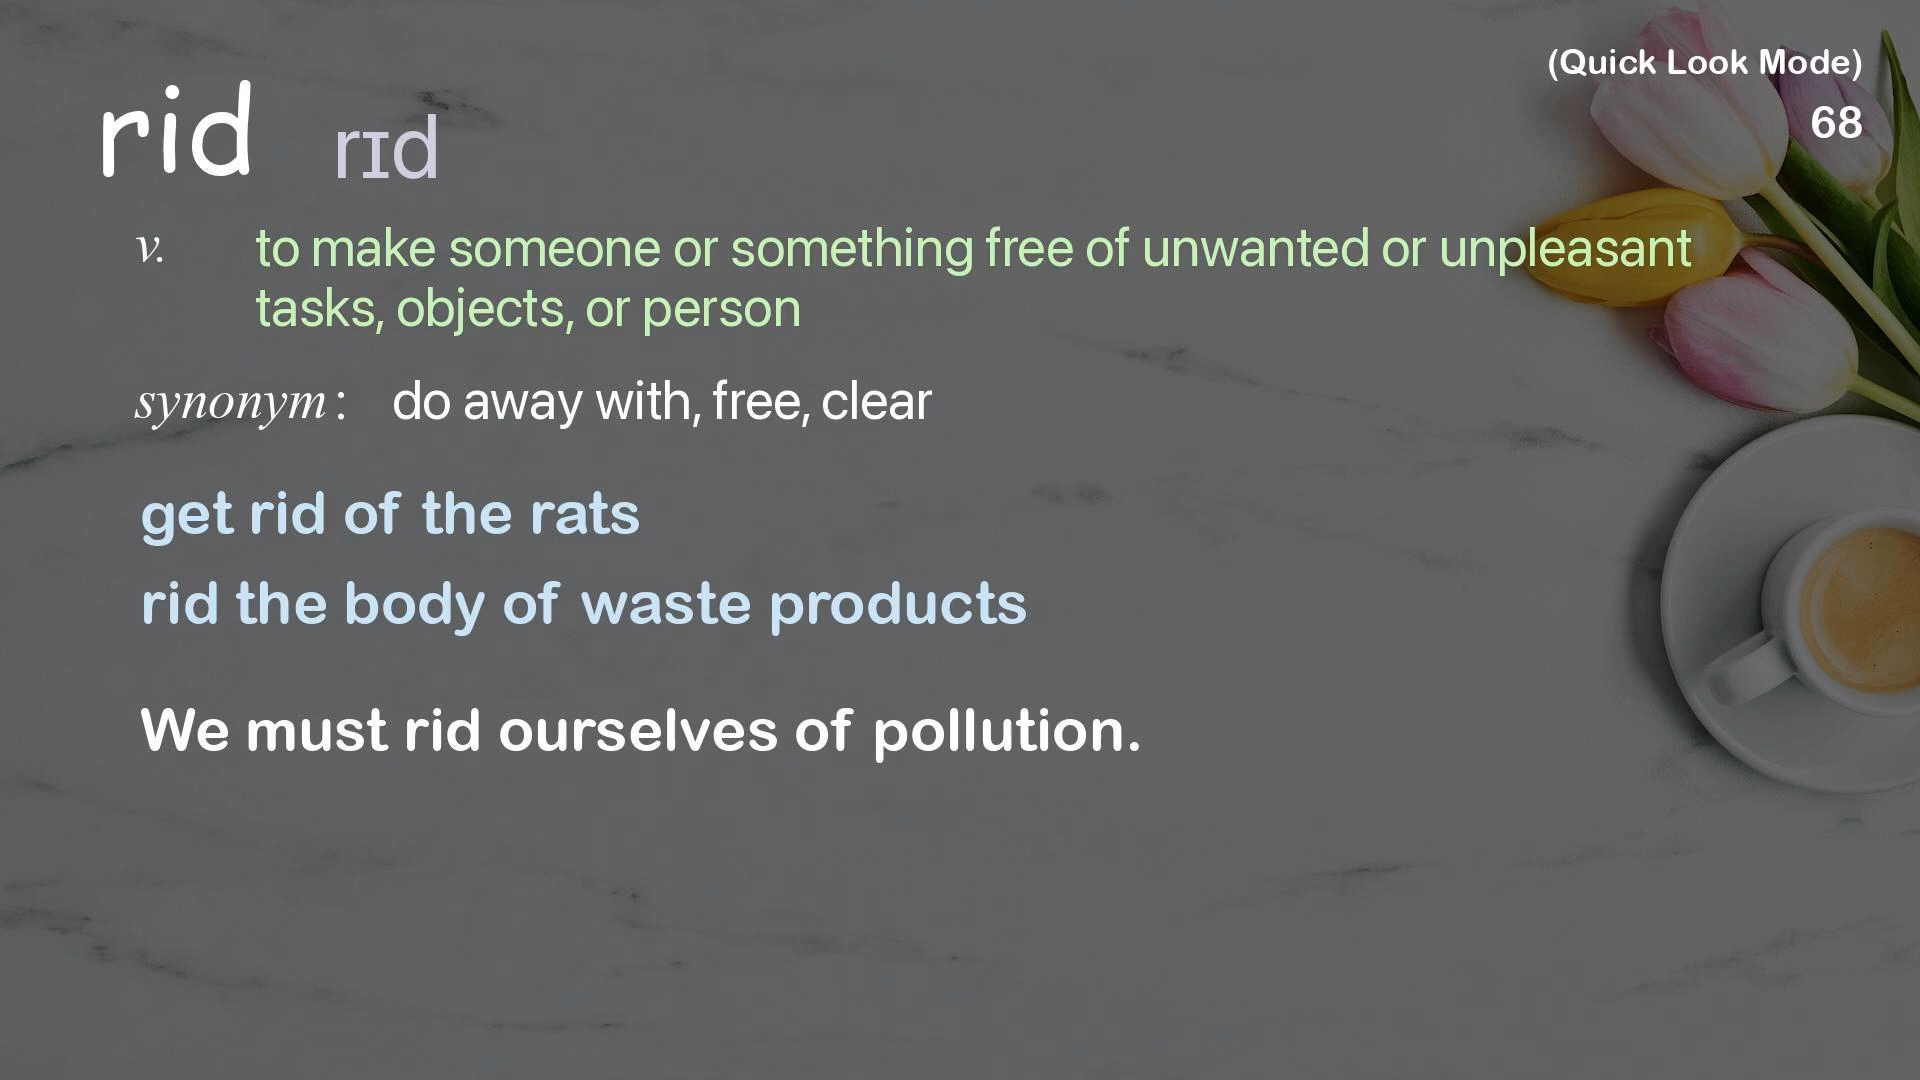 (Quick Look Mode)
68
rid rɪd
v. to make someone or something free of unwanted or unpleasant
tasks, objects, or person
synonym: do away with, free, clear
get rid of the rats
rid the body of waste products
We must rid ourselves of pollution.